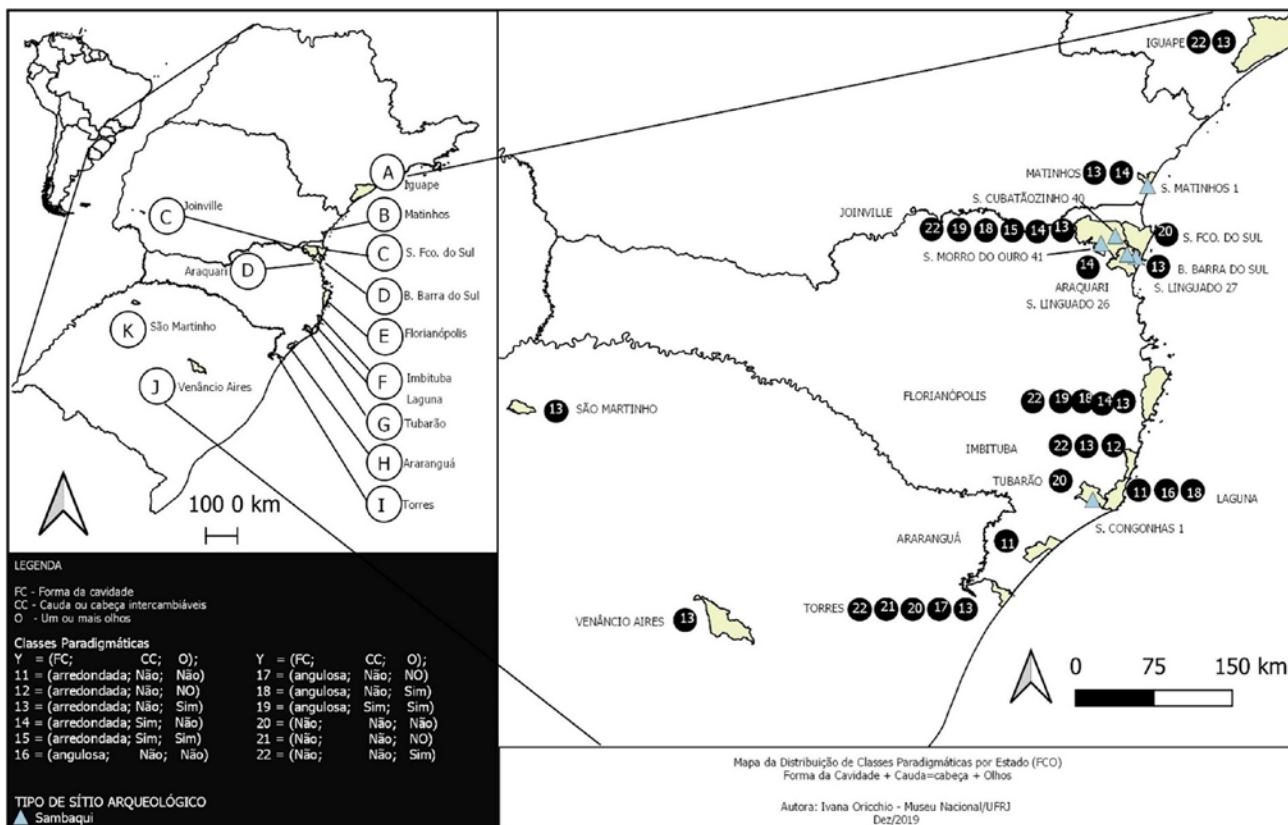 A
Iguape
Joinville
C
B
Matinhos
C
S. Fco. do Sul
Araquari
D
D
B. Barra do Sul
E
Florianópolis
K
São Martinho
F
Imbituba
Laguna
J
Venâncio Aires
G
Tubarão
H
Araranguá
I
Torres
100 0 km
IGUAPE 22 13
MATINHOS 13 14
S. MATINHOS 1
S. CUBATÃOZINHO 40
JOINVILLE
22 19 18 15 14 13
20
S. FCO. DO SUL
S. MORRO DO OURO 41
14
13
B. BARRA DO SUL
ARAQUARI
S. LINGUADO 27
S. LINGUADO 26
FLORIANÓPOLIS 22 19 18 14 13
13 SÃO MARTINHO
IMBITUBA 22 13 12
TUBARÃO 20
11 16 18 LAGUNA
S. CONGONHAS 1
ARARANGUÁ 11
TORRES 22 21 20 17 13
VENÂNCIO AIRES 13
0 75 150 km
LEGENDA
FC - Forma da cavidade
CC - Cauda ou cabeça intercambiáveis
O - Um ou mais olhos
Classes Paradigmáticas
Y = (FC; CC; O); Y = (FC; CC; O);
11 = (arredondada; Não; Não) 17 = (angulosa; Não; NO)
12 = (arredondada; Não; NO) 18 = (angulosa; Não; Sim)
13 = (arredondada; Não; Sim) 19 = (angulosa; Sim; Sim)
14 = (arredondada; Sim; Não) 20 = (Não; Não; Não)
15 = (arredondada; Sim; Sim) 21 = (Não; Não; NO)
16 = (angulosa; Não; Não) 22 = (Não; Não; Sim)
TIPO DE SÍTIO ARQUEOLÓGICO
Sambaqui
Mapa da Distribuição de Classes Paradigmáticas por Estado (FCO)
Forma da Cavidade + Cauda=cabeça + Olhos
Autora: Ivana Oricchio - Museu Nacional/UFRJ
Dez/2019